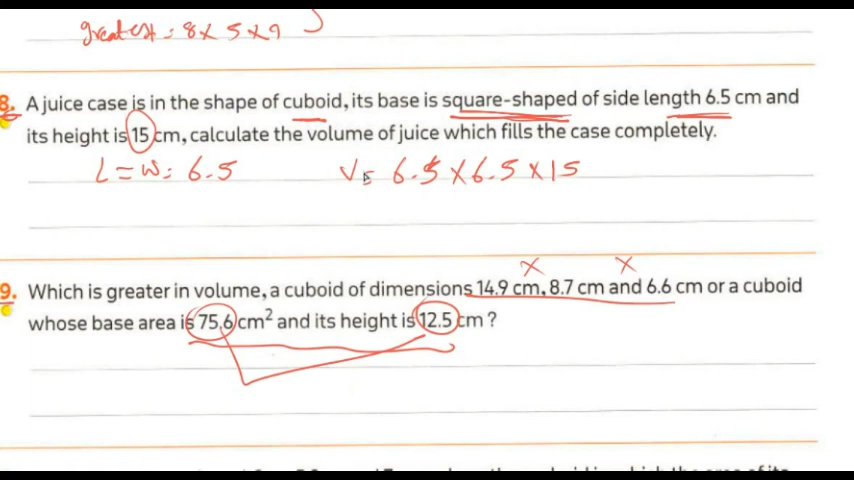 greatest = 8 x 5 x 9
8. A juice case is in the shape of cuboid, its base is square-shaped of side length 6.5 cm and
its height is 15 cm, calculate the volume of juice which fills the case completely.
L = W = 6.5 V = 6.5 x 6.5 x 15
x x
9. Which is greater in volume, a cuboid of dimensions 14.9 cm, 8.7 cm and 6.6 cm or a cuboid
whose base area is 75.6 cm² and its height is 12.5 cm ?